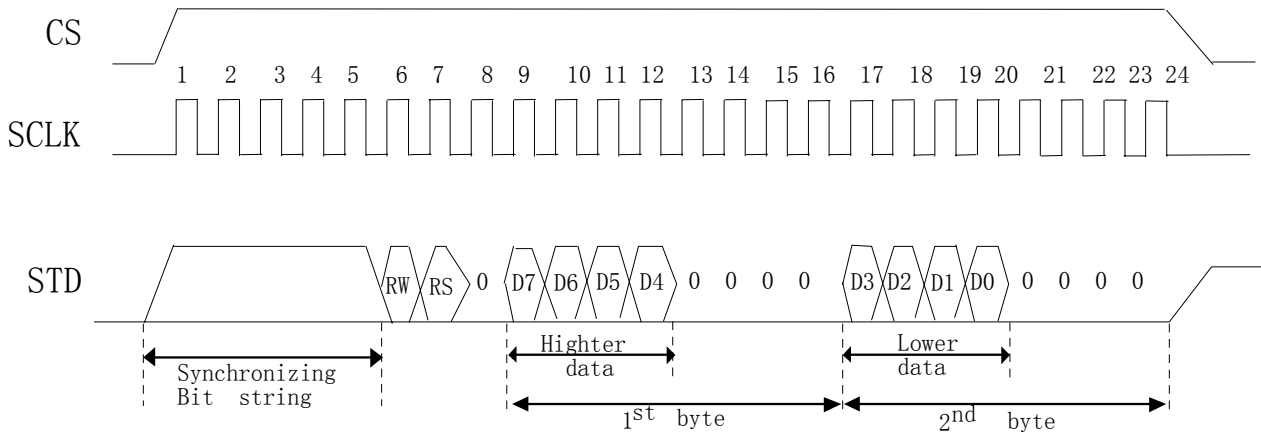 CS
1 2 3 4 5 6 7 8 9 10 11 12 13 14 15 16 17 18 19 20 21 22 23 24
SCLK
STD
RW RS 0 D7 D6 D5 D4 0 0 0 0 D3 D2 D1 D0 0 0 0 0
Synchronizing
Bit string
Highter
data
Lower
data
1st byte
2nd byte